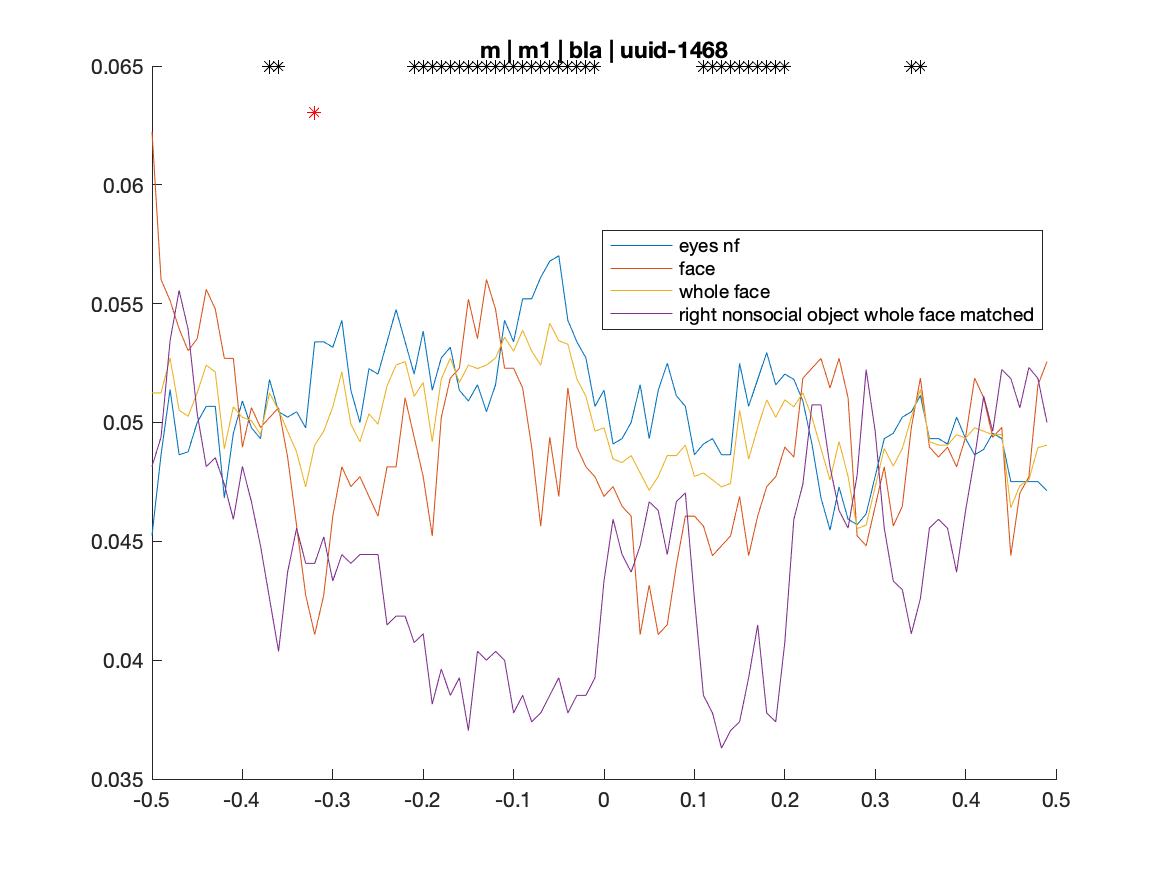 m | m1 | bla | uuid-1468
0.065
0.06
0.055
0.05
0.045
0.04
0.035
eyes nf
face
whole face
right nonsocial object whole face matched
-0.5 -0.4 -0.3 -0.2 -0.1 0 0.1 0.2 0.3 0.4 0.5